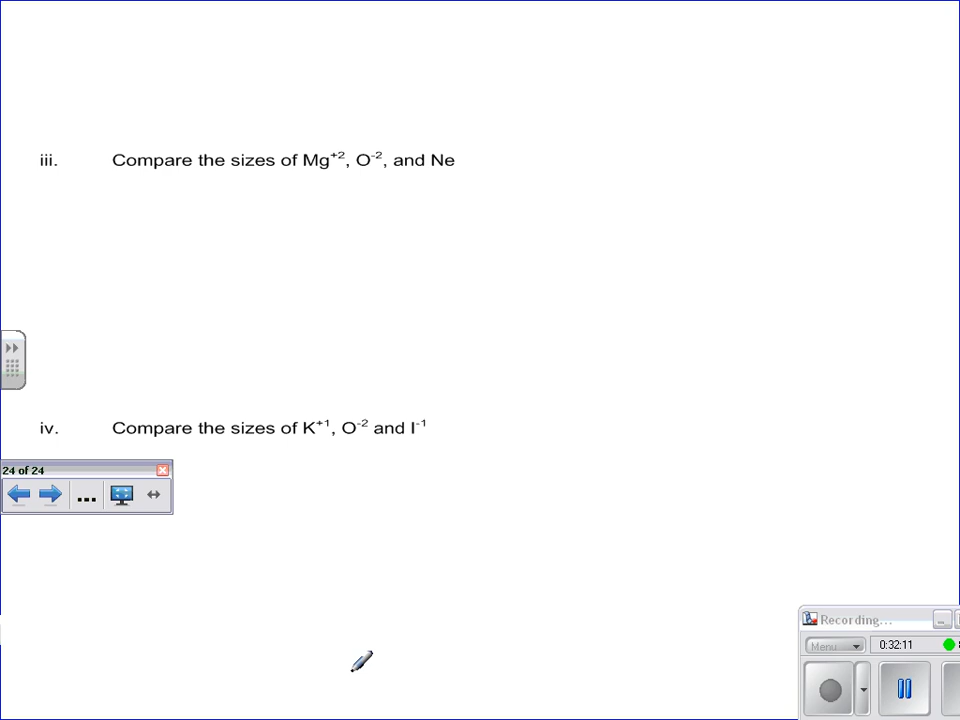 iii. Compare the sizes of Mg⁺², O⁻², and Ne
iv. Compare the sizes of K⁺¹, O⁻² and I⁻¹
24 of 24
...
Recording...
Menu
0:32:11